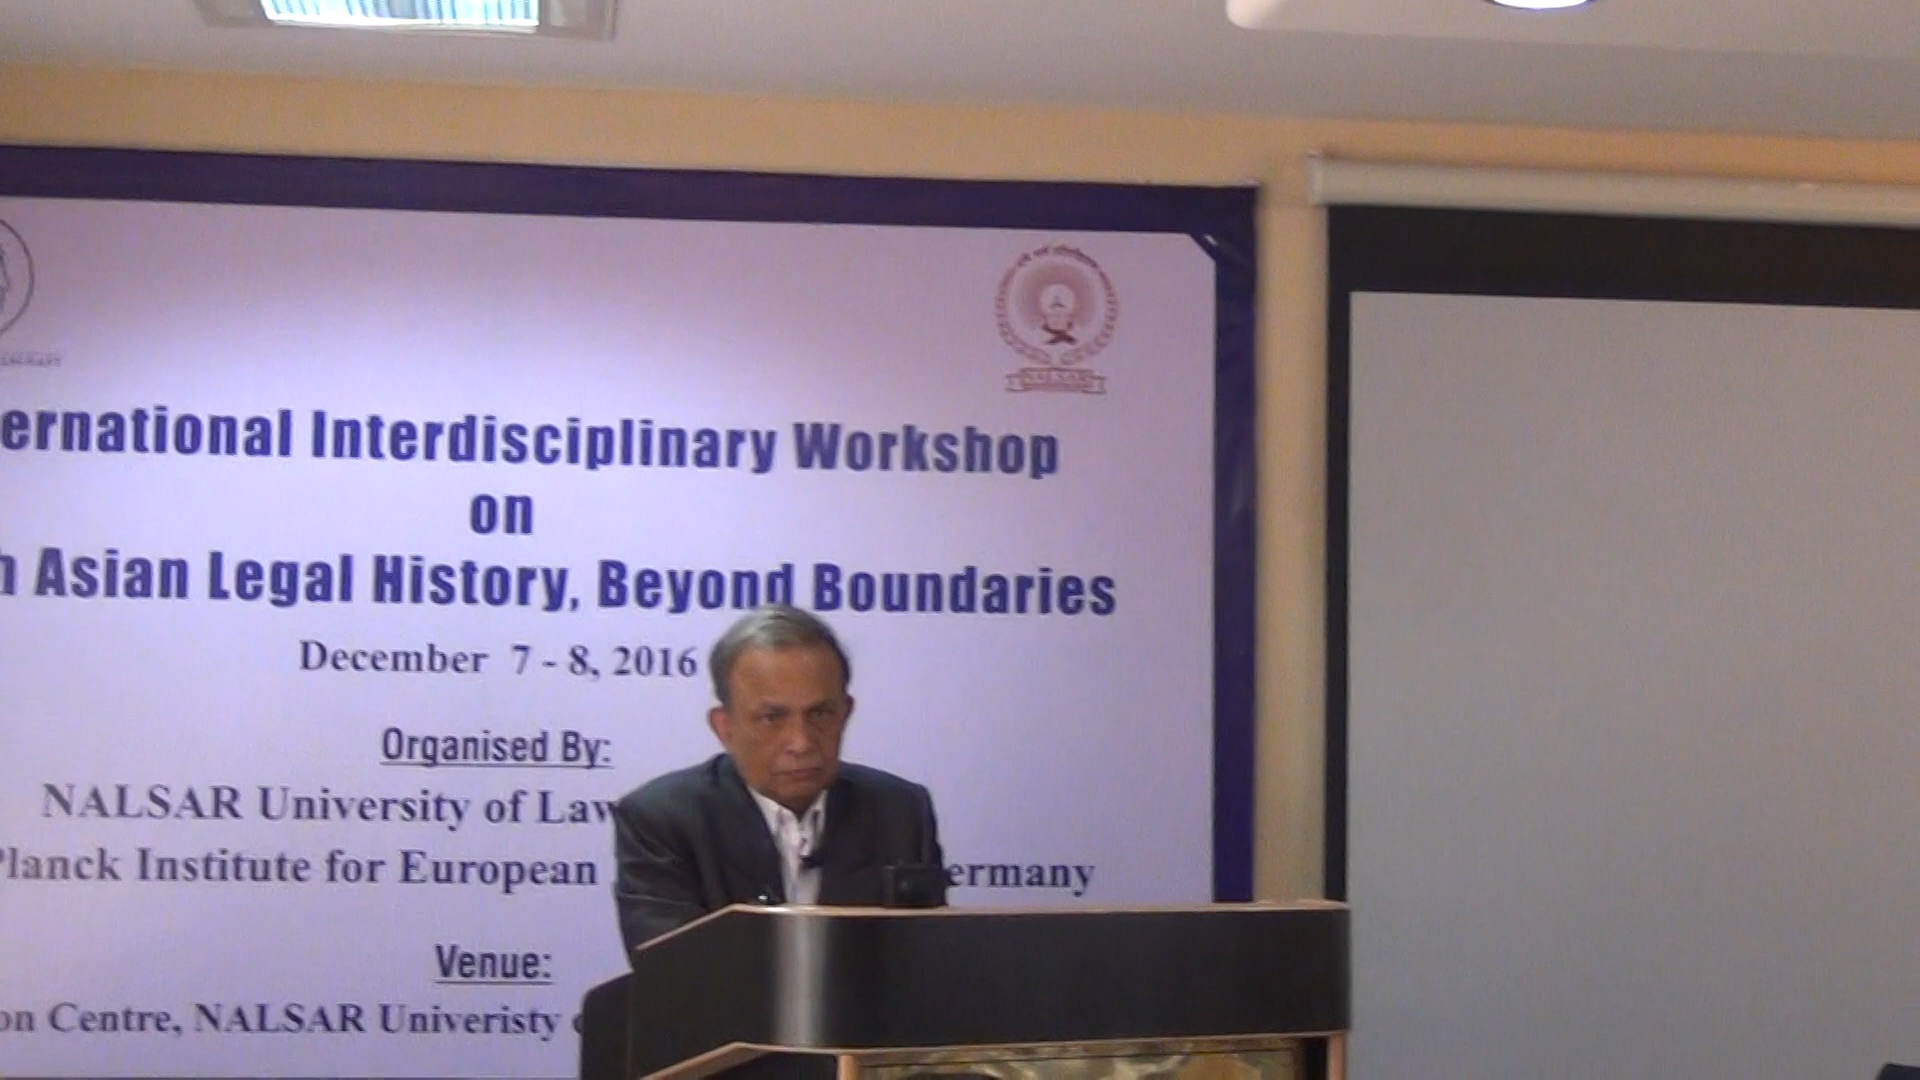 NALSAR
ernational Interdisciplinary Workshop
on
h Asian Legal History, Beyond Boundaries
December 7 - 8, 2016
Organised By:
NALSAR University of Law
Planck Institute for European ermany
Venue:
on Centre, NALSAR Univeristy